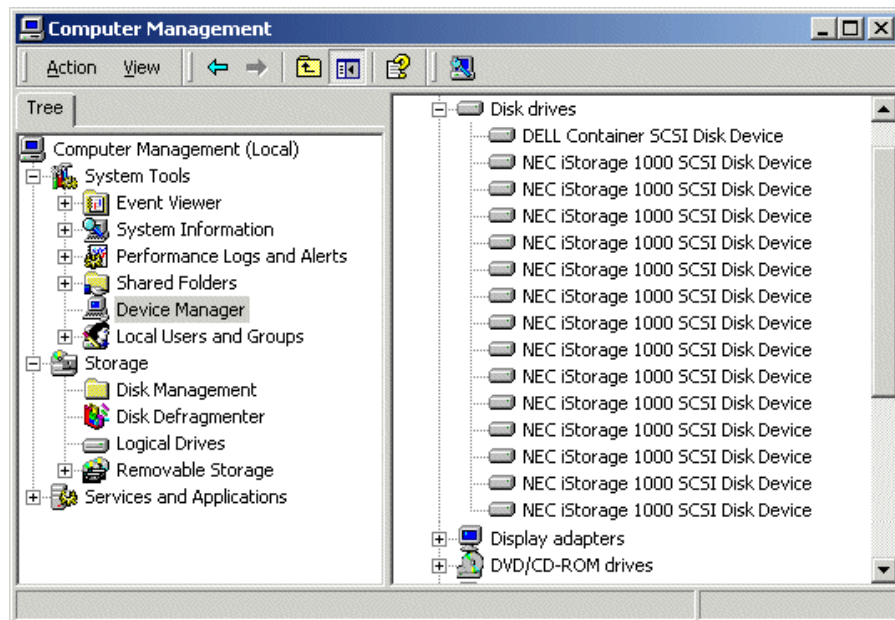 Computer Management
Action View
Tree
Computer Management (Local)
System Tools
Event Viewer
System Information
Performance Logs and Alerts
Shared Folders
Device Manager
Local Users and Groups
Storage
Disk Management
Disk Defragmenter
Logical Drives
Removable Storage
Services and Applications
Disk drives
DELL Container SCSI Disk Device
NEC iStorage 1000 SCSI Disk Device
NEC iStorage 1000 SCSI Disk Device
NEC iStorage 1000 SCSI Disk Device
NEC iStorage 1000 SCSI Disk Device
NEC iStorage 1000 SCSI Disk Device
NEC iStorage 1000 SCSI Disk Device
NEC iStorage 1000 SCSI Disk Device
NEC iStorage 1000 SCSI Disk Device
NEC iStorage 1000 SCSI Disk Device
NEC iStorage 1000 SCSI Disk Device
NEC iStorage 1000 SCSI Disk Device
NEC iStorage 1000 SCSI Disk Device
NEC iStorage 1000 SCSI Disk Device
NEC iStorage 1000 SCSI Disk Device
Display adapters
DVD/CD-ROM drives